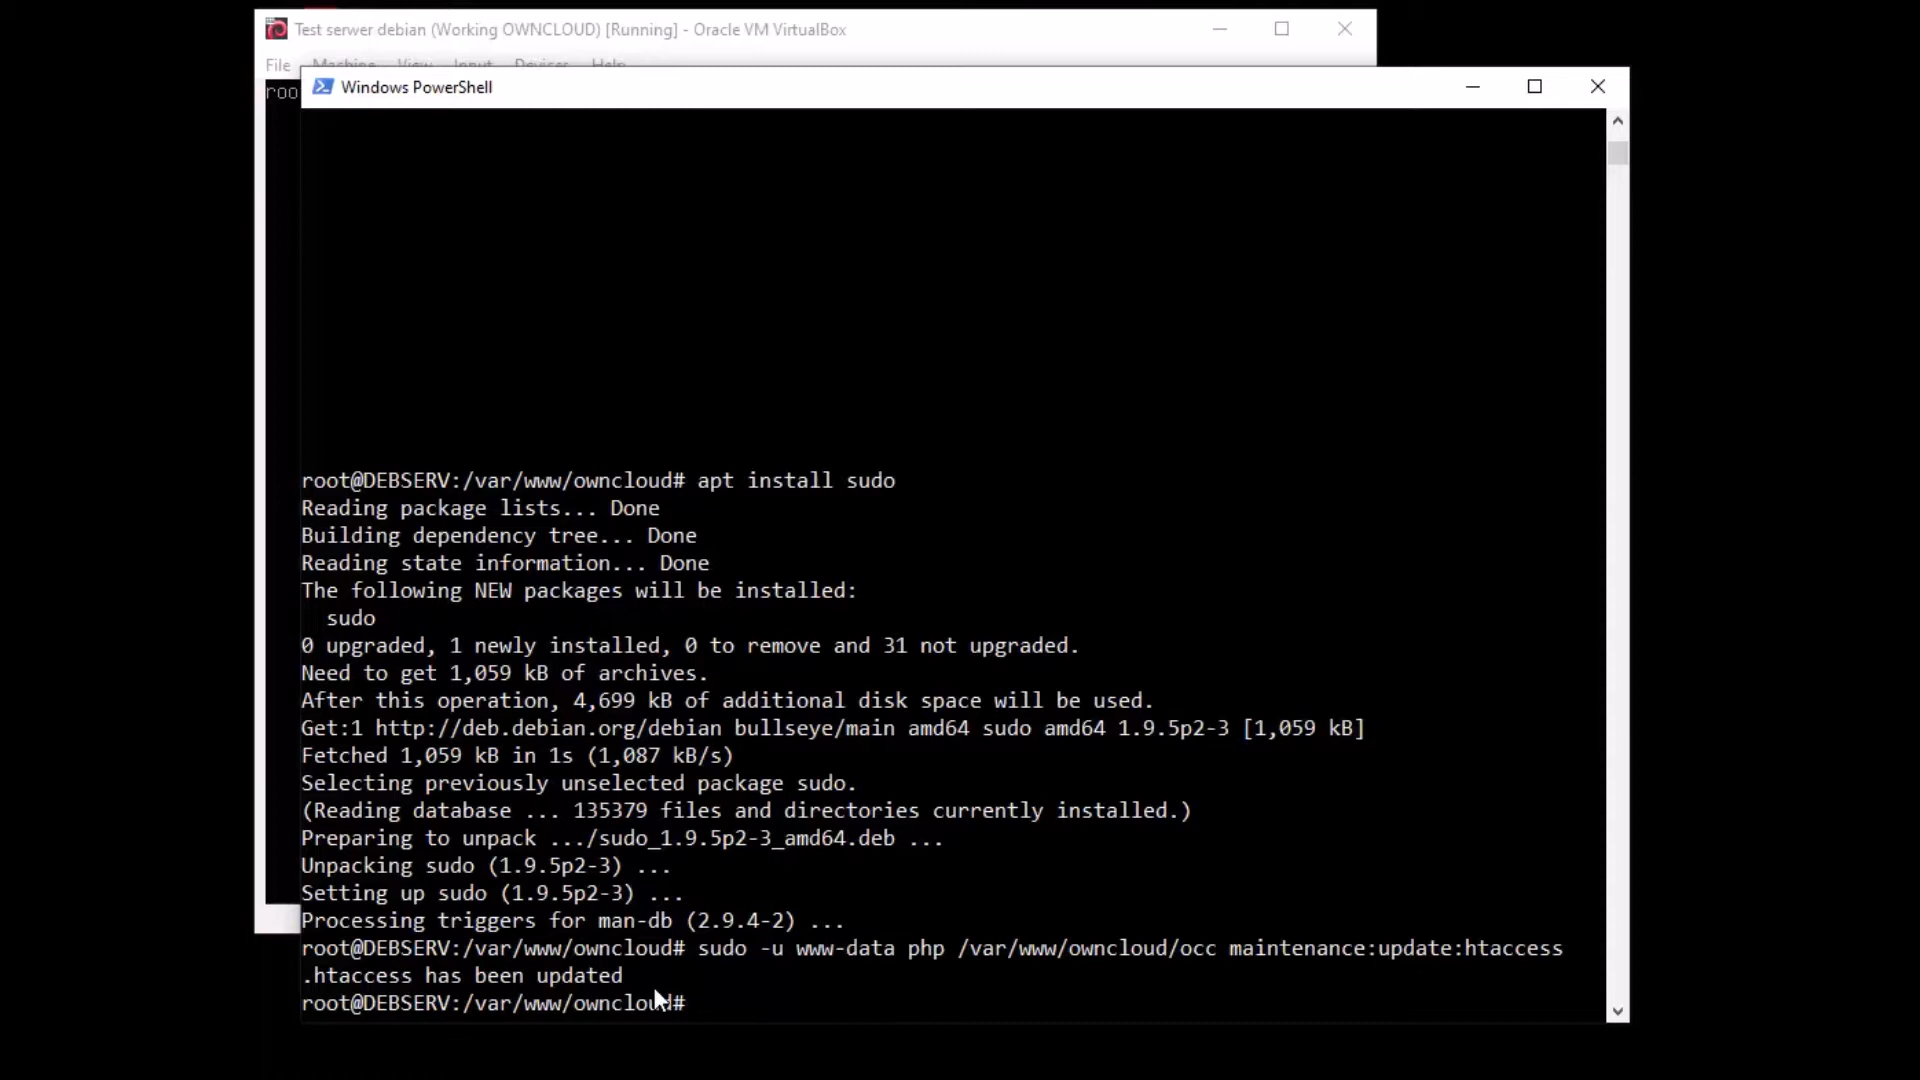 Test serwer debian (Working OWNCLOUD) [Running] - Oracle VM VirtualBox
File Machine View Input Devices Help
roo
Windows PowerShell
root@DEBSERV:/var/www/owncloud# apt install sudo
Reading package lists... Done
Building dependency tree... Done
Reading state information... Done
The following NEW packages will be installed:
  sudo
0 upgraded, 1 newly installed, 0 to remove and 31 not upgraded.
Need to get 1,059 kB of archives.
After this operation, 4,699 kB of additional disk space will be used.
Get:1 http://deb.debian.org/debian bullseye/main amd64 sudo amd64 1.9.5p2-3 [1,059 kB]
Fetched 1,059 kB in 1s (1,087 kB/s)
Selecting previously unselected package sudo.
(Reading database ... 135379 files and directories currently installed.)
Preparing to unpack .../sudo_1.9.5p2-3_amd64.deb ...
Unpacking sudo (1.9.5p2-3) ...
Setting up sudo (1.9.5p2-3) ...
Processing triggers for man-db (2.9.4-2) ...
root@DEBSERV:/var/www/owncloud# sudo -u www-data php /var/www/owncloud/occ maintenance:update:htaccess
.htaccess has been updated
root@DEBSERV:/var/www/owncloud#